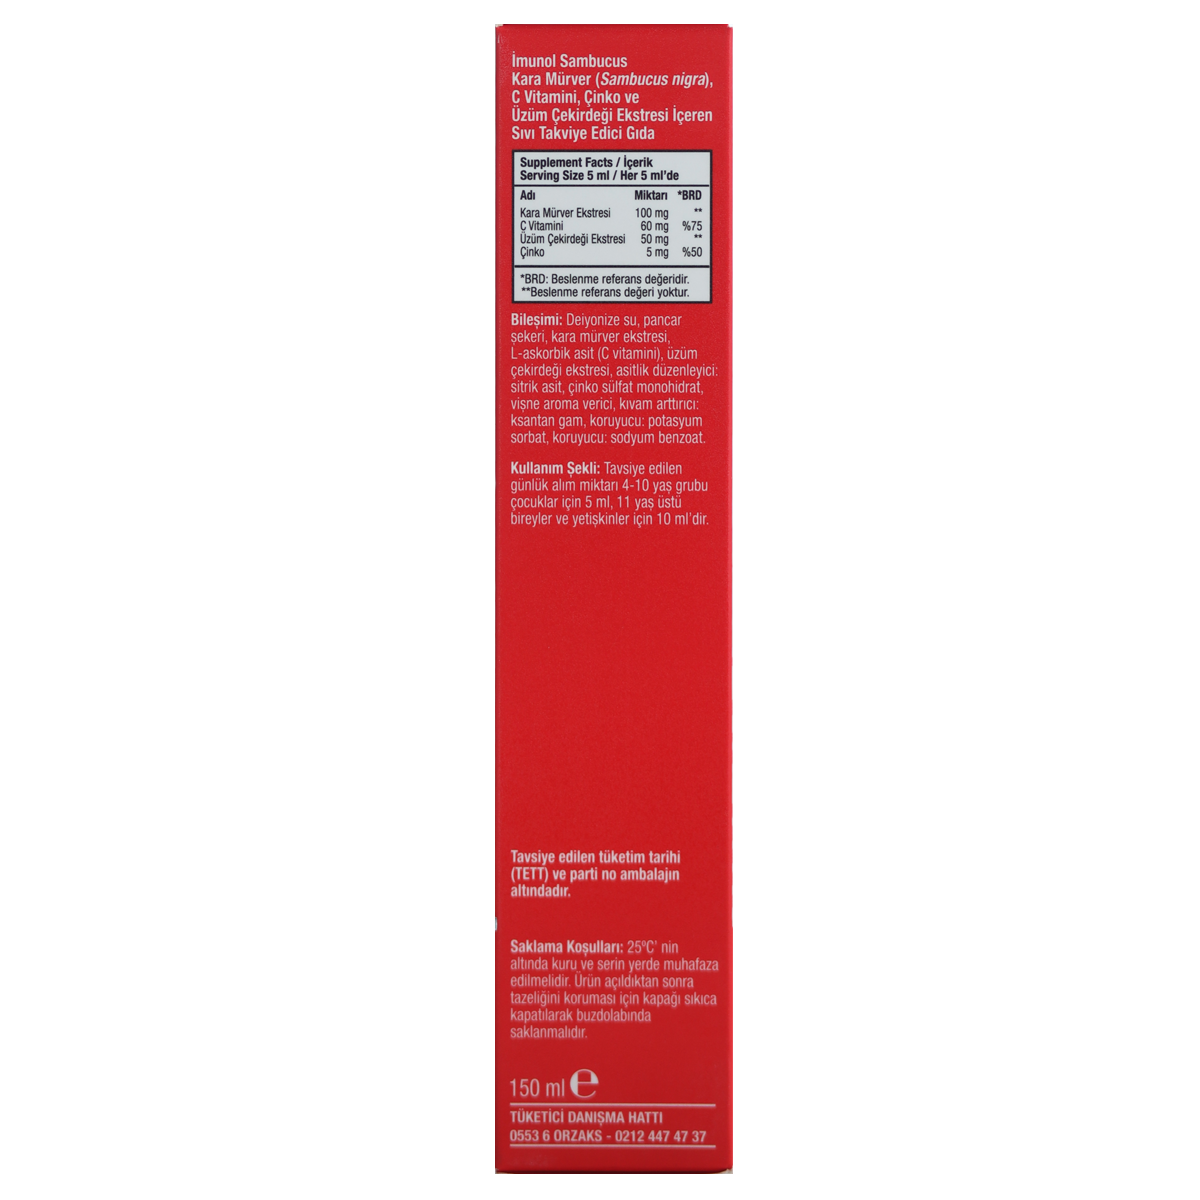 İmunol Sambucus
Kara Mürver (Sambucus nigra),
C Vitamini, Çinko ve
Üzüm Çekirdeği Ekstresi İçeren
Sıvı Takviye Edici Gıda
Supplement Facts / İçerik
Serving Size 5 ml / Her 5 ml'de
Adı Miktarı *BRD
Kara Mürver Ekstresi 100 mg **
C Vitamini 60 mg %75
Üzüm Çekirdeği Ekstresi 50 mg **
Çinko 5 mg %50
*BRD: Beslenme referans değeridir.
**Beslenme referans değeri yoktur.
Bileşimi: Deiyonize su, pancar
şekeri, kara mürver ekstresi,
L-askorbik asit (C vitamini), üzüm
çekirdeği ekstresi, asitlik düzenleyici:
sitrik asit, çinko sülfat monohidrat,
vişne aroma verici, kıvam arttırıcı:
ksantan gam, koruyucu: potasyum
sorbat, koruyucu: sodyum benzoat.
Kullanım Şekli: Tavsiye edilen
günlük alım miktarı 4-10 yaş grubu
çocuklar için 5 ml, 11 yaş üstü
bireyler ve yetişkinler için 10 ml'dir.
Tavsiye edilen tüketim tarihi
(TETT) ve parti no ambalajın
altındadır.
Saklama Koşulları: 25ºC' nin
altında kuru ve serin yerde muhafaza
edilmelidir. Ürün açıldıktan sonra
tazeliğini koruması için kapağı sıkıca
kapatılarak buzdolabında
saklanmalıdır.
150 ml e
TÜKETİCİ DANIŞMA HATTI
0553 6 ORZAKS - 0212 447 47 37